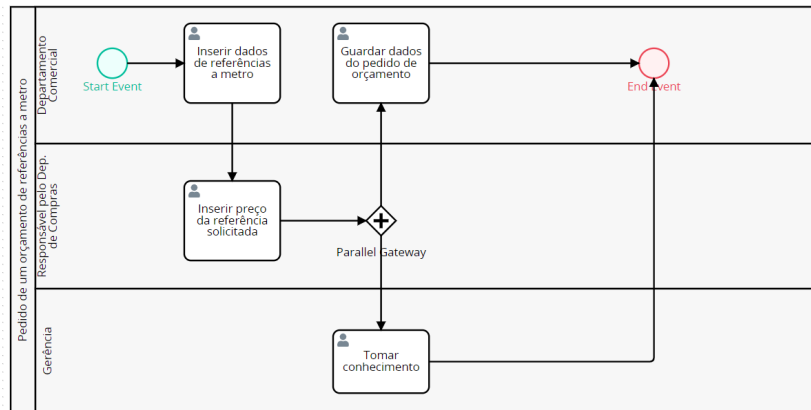 Pedido de um orçamento de referências a metro
Departamento
Comercial
Start Event
Inserir dados
de referências
a metro
Guardar dados
do pedido de
orçamento
End Event
Responsável pelo Dep.
de Compras
Inserir preço
da referência
solicitada
Parallel Gateway
Gerência
Tomar
conhecimento